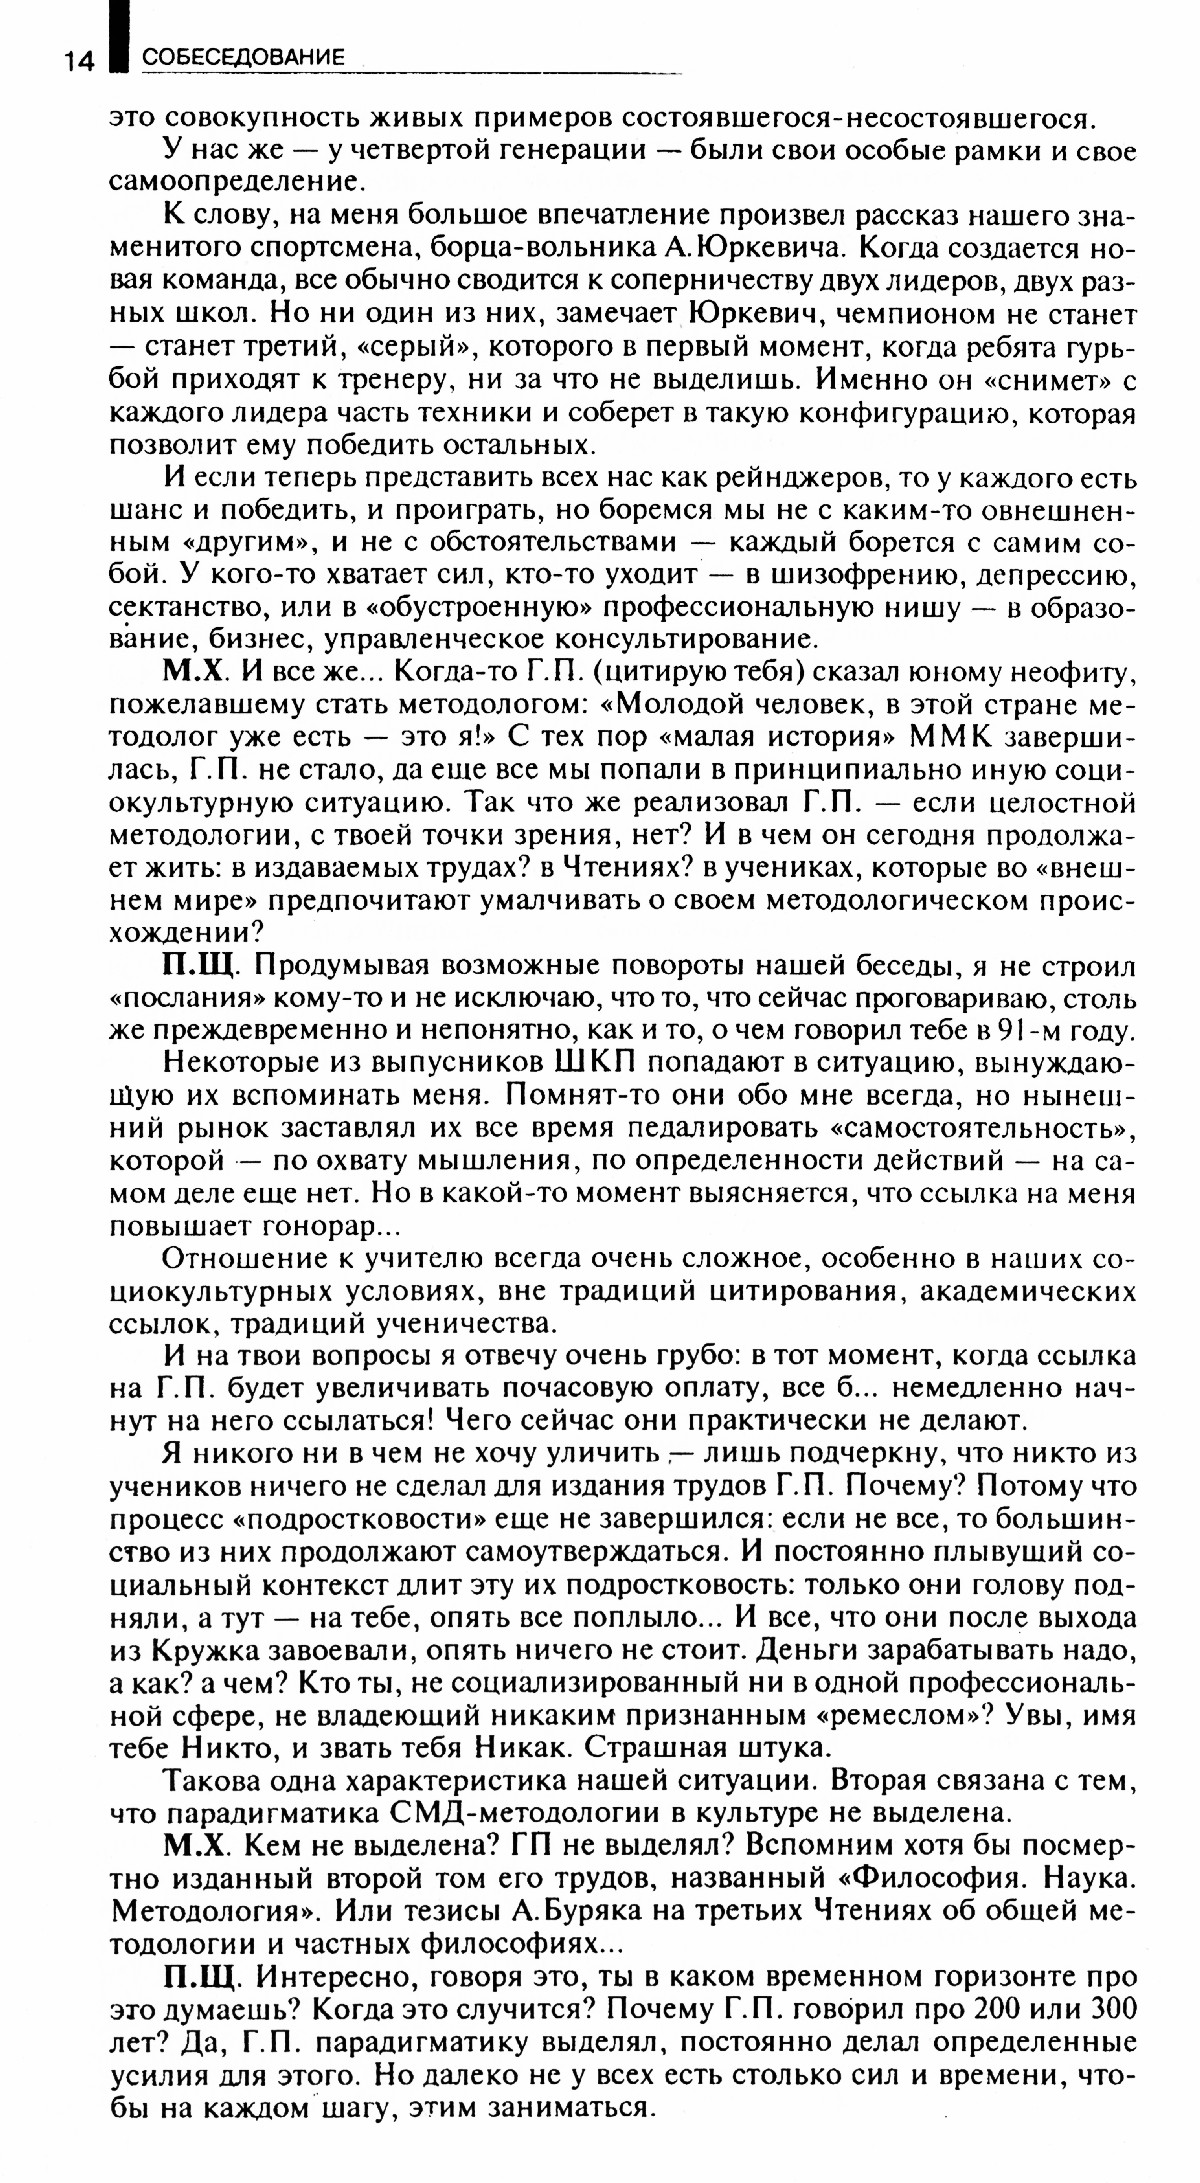 14 СОБЕСЕДОВАНИЕ
это совокупность живых примеров состоявшегося-несостоявшегося.
У нас же — у четвертой генерации — были свои особые рамки и свое
самоопределение.
К слову, на меня большое впечатление произвел рассказ нашего зна-
менитого спортсмена, борца-вольника А.Юркевича. Когда создается но-
вая команда, все обычно сводится к соперничеству двух лидеров, двух раз-
ных школ. Но ни один из них, замечает Юркевич, чемпионом не станет
— станет третий, «серый», которого в первый момент, когда ребята гурь-
бой приходят к тренеру, ни за что не выделишь. Именно он «снимет» с
каждого лидера часть техники и соберет в такую конфигурацию, которая
позволит ему победить остальных.
И если теперь представить всех нас как рейнджеров, то у каждого есть
шанс и победить, и проиграть, но боремся мы не с каким-то овнешнен-
ным «другим», и не с обстоятельствами — каждый борется с самим со-
бой. У кого-то хватает сил, кто-то уходит — в шизофрению, депрессию,
сектанство, или в «обустроенную» профессиональную нишу — в образо-
вание, бизнес, управленческое консультирование.
М.Х. И все же... Когда-то Г.П. (цитирую тебя) сказал юному неофиту,
пожелавшему стать методологом: «Молодой человек, в этой стране ме-
тодолог уже есть — это я!» С тех пор «малая история» ММК заверши-
лась, Г.П. не стало, да еще все мы попали в принципиально иную соци-
окультурную ситуацию. Так что же реализовал Г.П. — если целостной
методологии, с твоей точки зрения, нет? И в чем он сегодня продолжа-
ет жить: в издаваемых трудах? в Чтениях? в учениках, которые во «внеш-
нем мире» предпочитают умалчивать о своем методологическом проис-
хождении?
П.Щ. Продумывая возможные повороты нашей беседы, я не строил
«послания» кому-то и не исключаю, что то, что сейчас проговариваю, столь
же преждевременно и непонятно, как и то, о чем говорил тебе в 91-м году.
Некоторые из выпусников ШКП попадают в ситуацию, вынуждаю-
щую их вспоминать меня. Помнят-то они обо мне всегда, но нынеш-
ний рынок заставлял их все время педалировать «самостоятельность»,
которой — по охвату мышления, по определенности действий — на са-
мом деле еще нет. Но в какой-то момент выясняется, что ссылка на меня
повышает гонорар...
Отношение к учителю всегда очень сложное, особенно в наших со-
циокультурных условиях, вне традиций цитирования, академических
ссылок, традиций ученичества.
И на твои вопросы я отвечу очень грубо: в тот момент, когда ссылка
на Г.П. будет увеличивать почасовую оплату, все б... немедленно нач-
нут на него ссылаться! Чего сейчас они практически не делают.
Я никого ни в чем не хочу уличить — лишь подчеркну, что никто из
учеников ничего не сделал для издания трудов Г.П. Почему? Потому что
процесс «подростковости» еще не завершился: если не все, то большин-
ство из них продолжают самоутверждаться. И постоянно плывущий со-
циальный контекст длит эту их подростковость: только они голову под-
няли, а тут — на тебе, опять все поплыло... И все, что они после выхода
из Кружка завоевали, опять ничего не стоит. Деньги зарабатывать надо,
а как? а чем? Кто ты, не социализированный ни в одной профессиональ-
ной сфере, не владеющий никаким признанным «ремеслом»? Увы, имя
тебе Никто, и звать тебя Никак. Страшная штука.
Такова одна характеристика нашей ситуации. Вторая связана с тем,
что парадигматика СМД-методологии в культуре не выделена.
М.Х. Кем не выделена? ГП не выделял? Вспомним хотя бы посмер-
тно изданный второй том его трудов, названный «Философия. Наука.
Методология». Или тезисы А.Буряка на третьих Чтениях об общей ме-
тодологии и частных философиях...
П.Щ. Интересно, говоря это, ты в каком временном горизонте про
это думаешь? Когда это случится? Почему Г.П. говорил про 200 или 300
лет? Да, Г.П. парадигматику выделял, постоянно делал определенные
усилия для этого. Но далеко не у всех есть столько сил и времени, что-
бы на каждом шагу, этим заниматься.